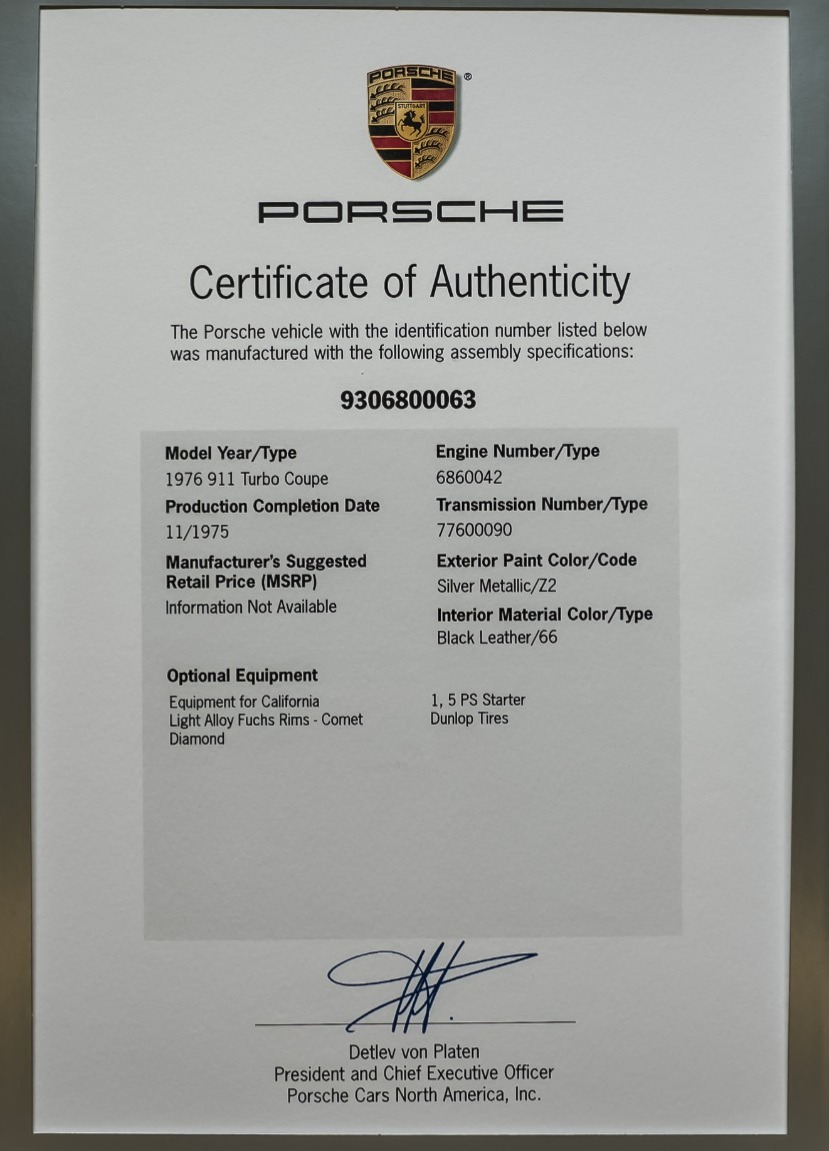 PORSCHE
®
STUTTGART
PORSCHE
Certificate of Authenticity
The Porsche vehicle with the identification number listed below
was manufactured with the following assembly specifications:
9306800063
Model Year/Type
1976 911 Turbo Coupe
Production Completion Date
11/1975
Manufacturer's Suggested
Retail Price (MSRP)
Information Not Available
Engine Number/Type
6860042
Transmission Number/Type
77600090
Exterior Paint Color/Code
Silver Metallic/Z2
Interior Material Color/Type
Black Leather/66
Optional Equipment
Equipment for California
Light Alloy Fuchs Rims - Comet
Diamond
1, 5 PS Starter
Dunlop Tires
Detlev von Platen
President and Chief Executive Officer
Porsche Cars North America, Inc.